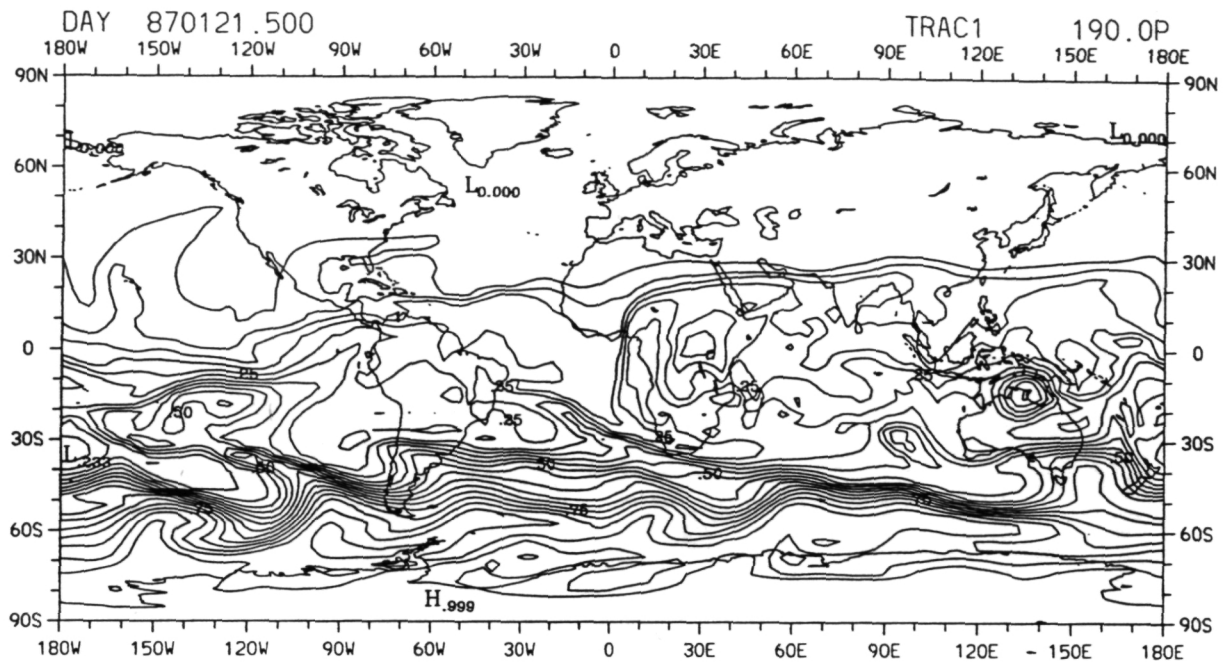 DAY 870121.500 TRAC1 190.0P
180W 150W 120W 90W 60W 30W 0 30E 60E 90E 120E 150E 180E
90N 90N
L0.000
60N L0.000 60N
30N 30N
0 0
.25 .25 .25
.50 .25
30S .25 30S
L.233 .50 .50 .50 .50
.75 .75 .75
60S 60S
H.999
90S 90S
180W 150W 120W 90W 60W 30W 0 30E 60E 90E 120E 150E 180E